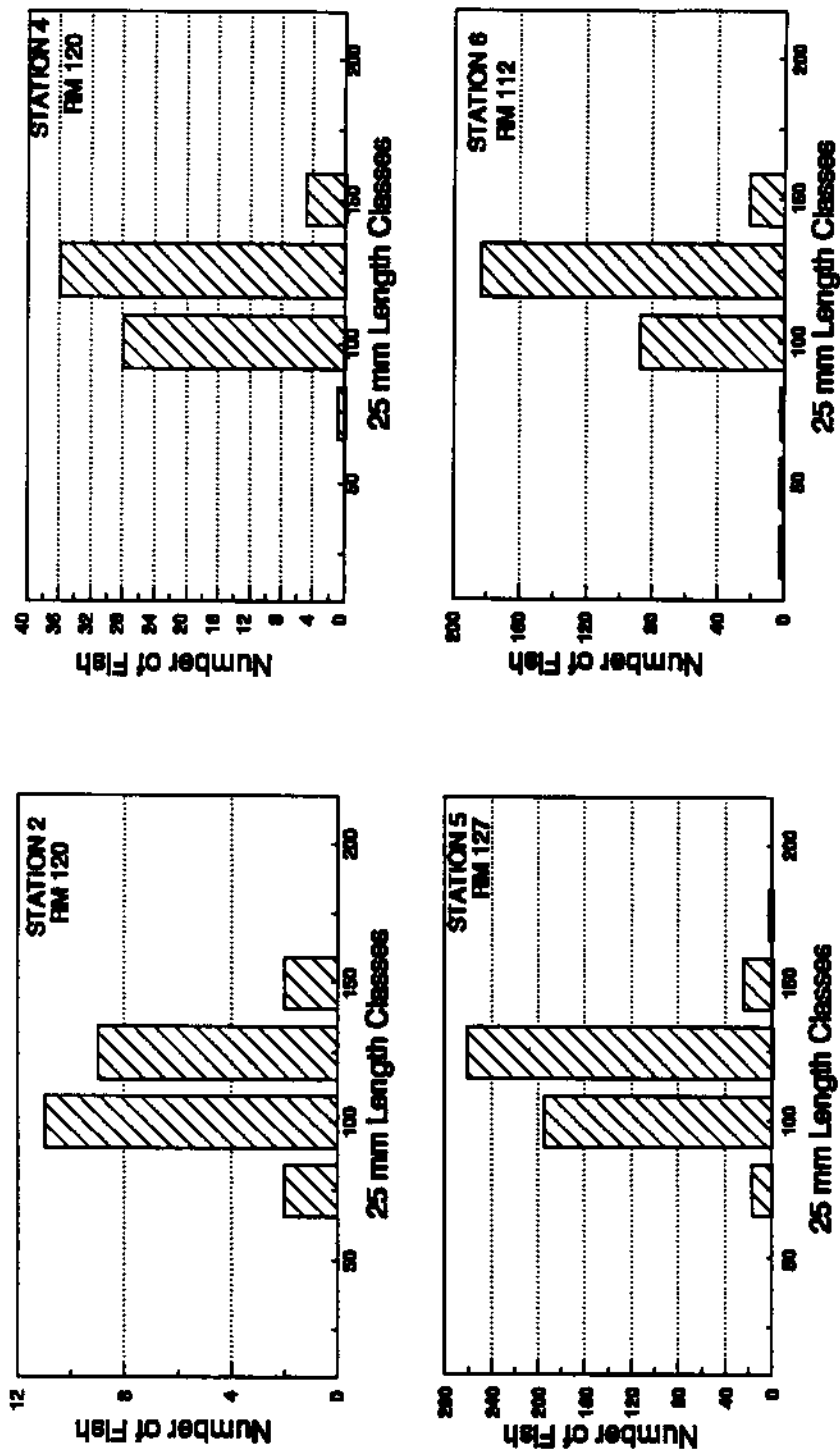 STATION 2
RM 120
Number of Fish
12
8
4
0
50 100 150 200
25 mm Length Classes
STATION 4
RM 120
Number of Fish
40
36
32
28
24
20
16
12
8
4
0
50 100 150 200
25 mm Length Classes
STATION 5
RM 127
Number of Fish
280
240
200
160
120
80
40
0
50 100 150 200
25 mm Length Classes
STATION 6
RM 112
Number of Fish
200
160
120
80
40
0
50 100 150 200
25 mm Length Classes